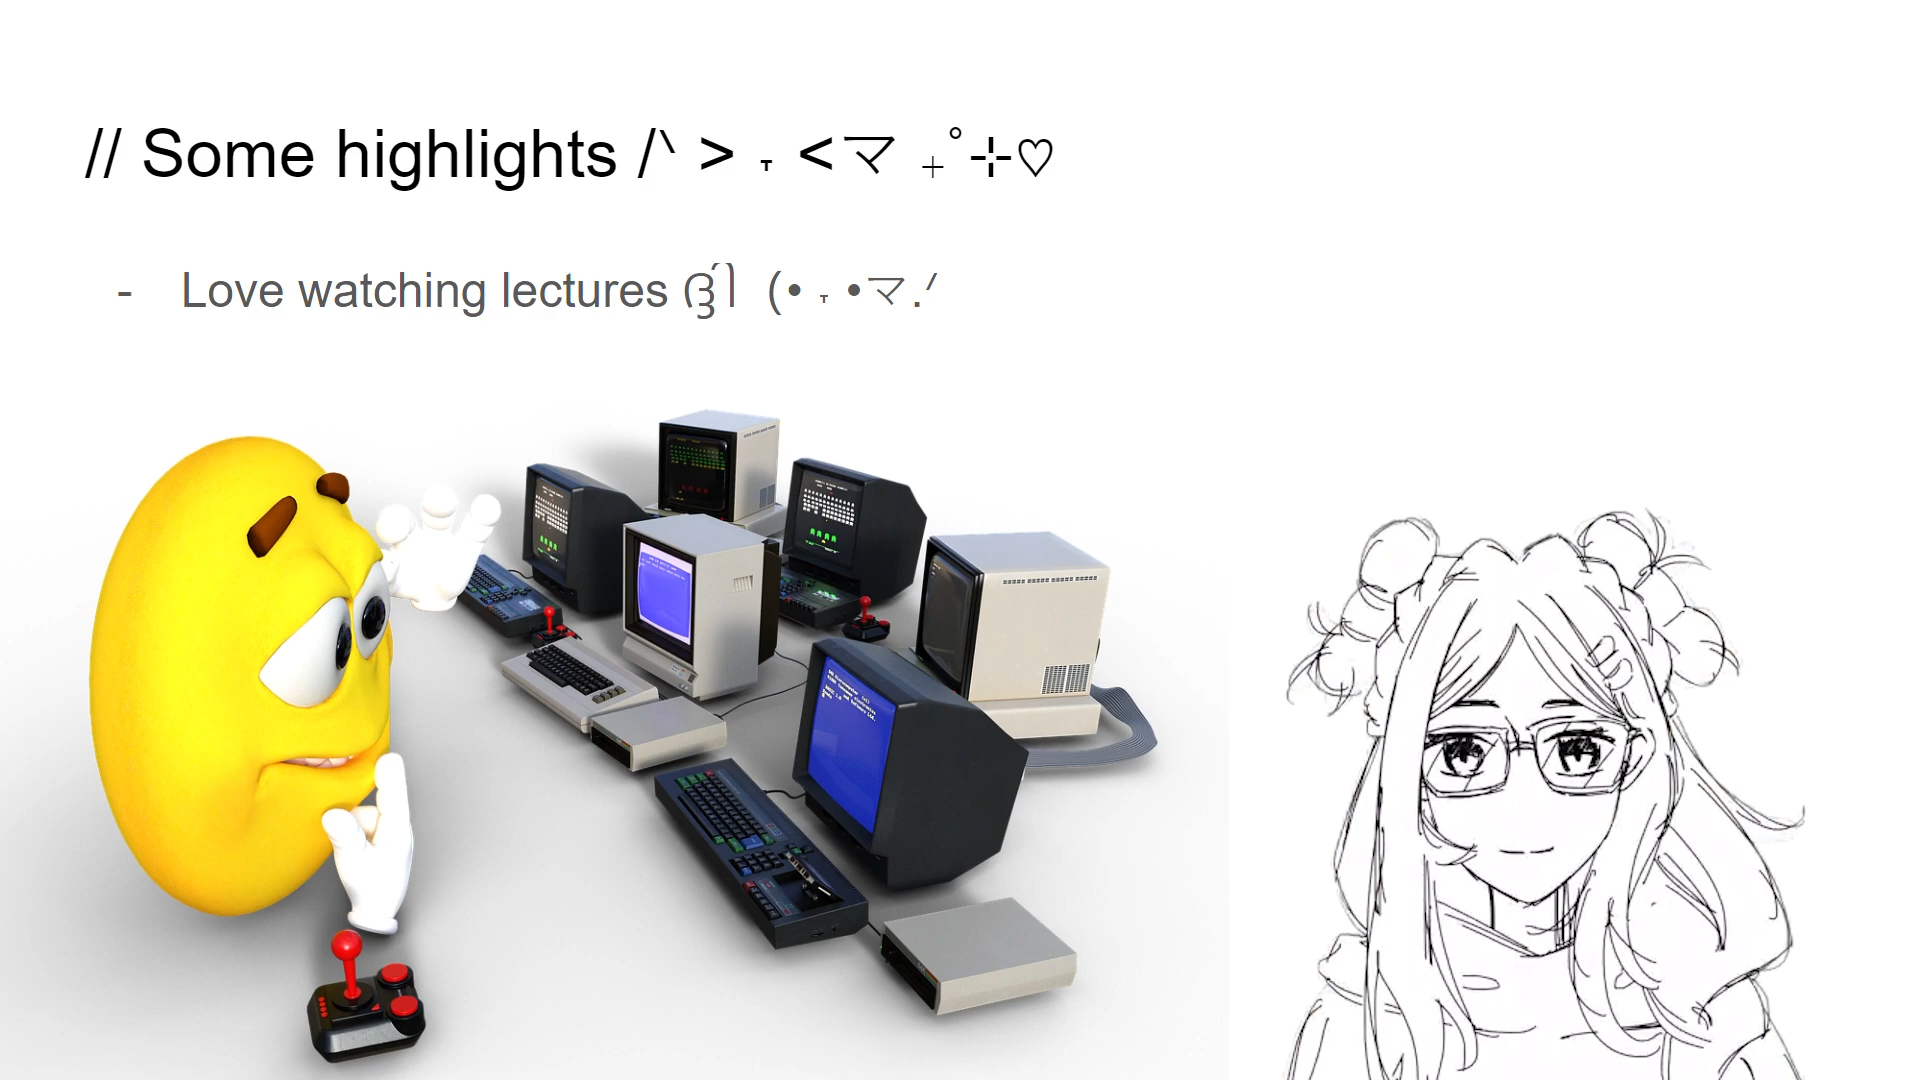 // Some highlights /ᐠ > ˕ <マ ₊˚⊹♡
- Love watching lectures ദ്ദി (• ˕ •マ.ᐟ